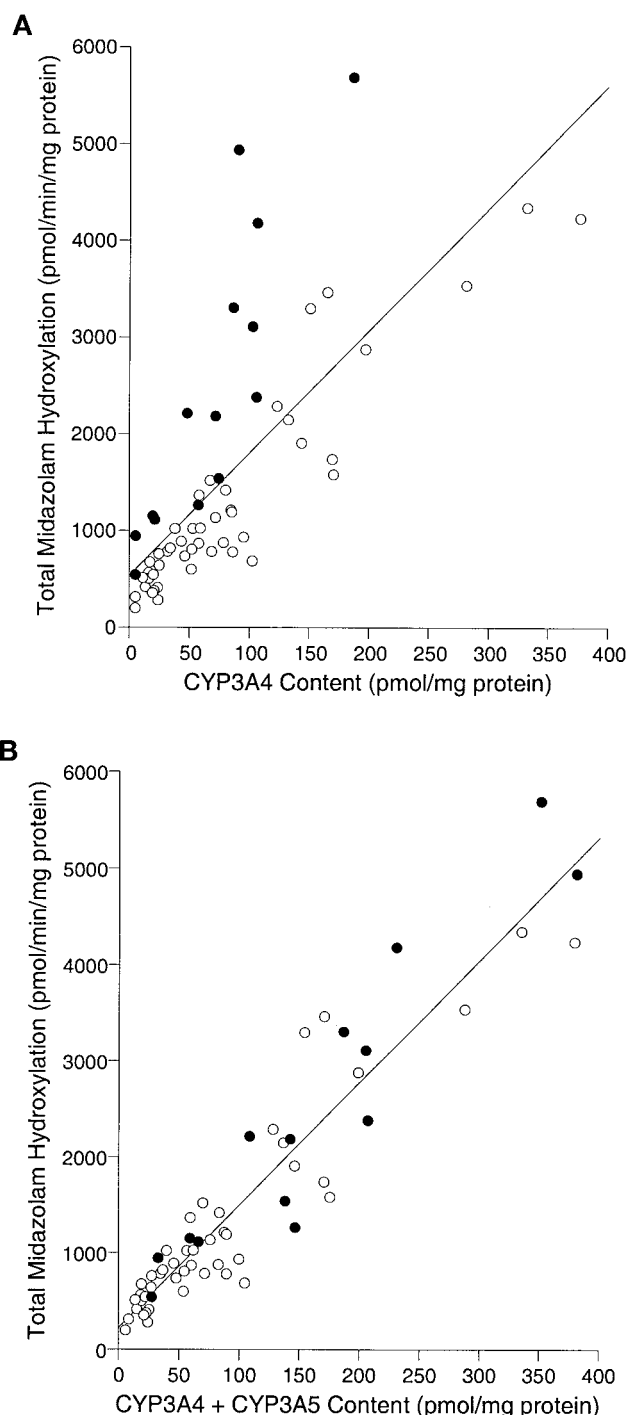 A
Total Midazolam Hydroxylation (pmol/min/mg protein)
6000
5000
4000
3000
2000
1000
0
0 50 100 150 200 250 300 350 400
CYP3A4 Content (pmol/mg protein)
B
Total Midazolam Hydroxylation (pmol/min/mg protein)
6000
5000
4000
3000
2000
1000
0
0 50 100 150 200 250 300 350 400
CYP3A4 + CYP3A5 Content (pmol/mg protein)